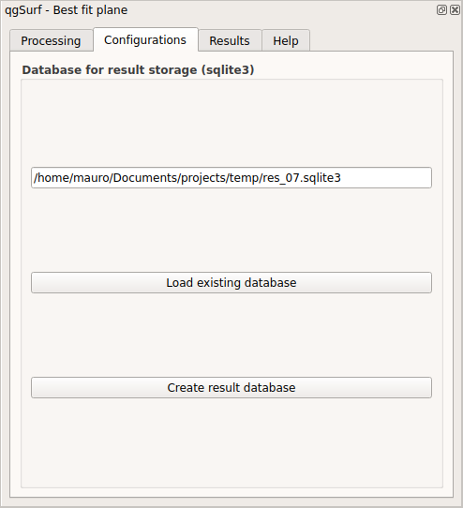 qgSurf - Best fit plane
Processing Configurations Results Help
Database for result storage (sqlite3)
/home/mauro/Documents/projects/temp/res_07.sqlite3
Load existing database
Create result database